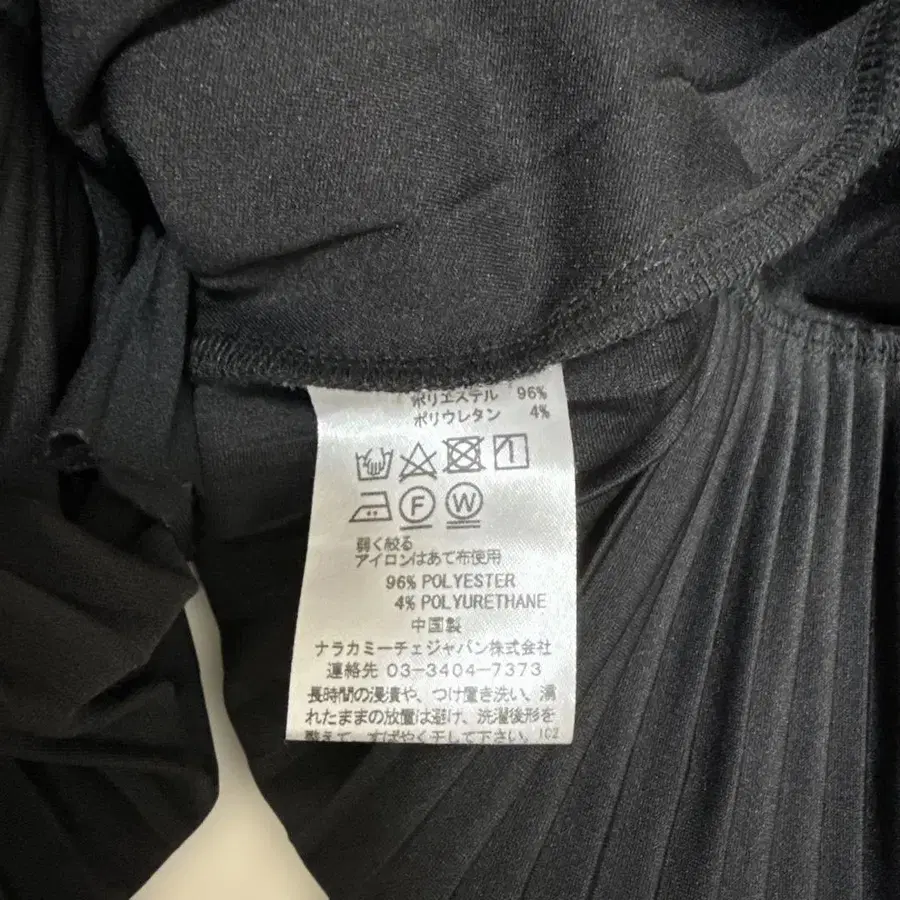 ポリエステル 96%
ポリウレタン 4%
F W
弱く絞る
アイロンはあて布使用
96% POLYESTER
4% POLYURETHANE
中国製
ナラカミーチェジャパン株式会社
連絡先 03-3404-7373
長時間の浸漬や、つけ置き洗い、濡
れたままの放置は避け、洗濯後形を
整えて、すばやく干して下さい。 102